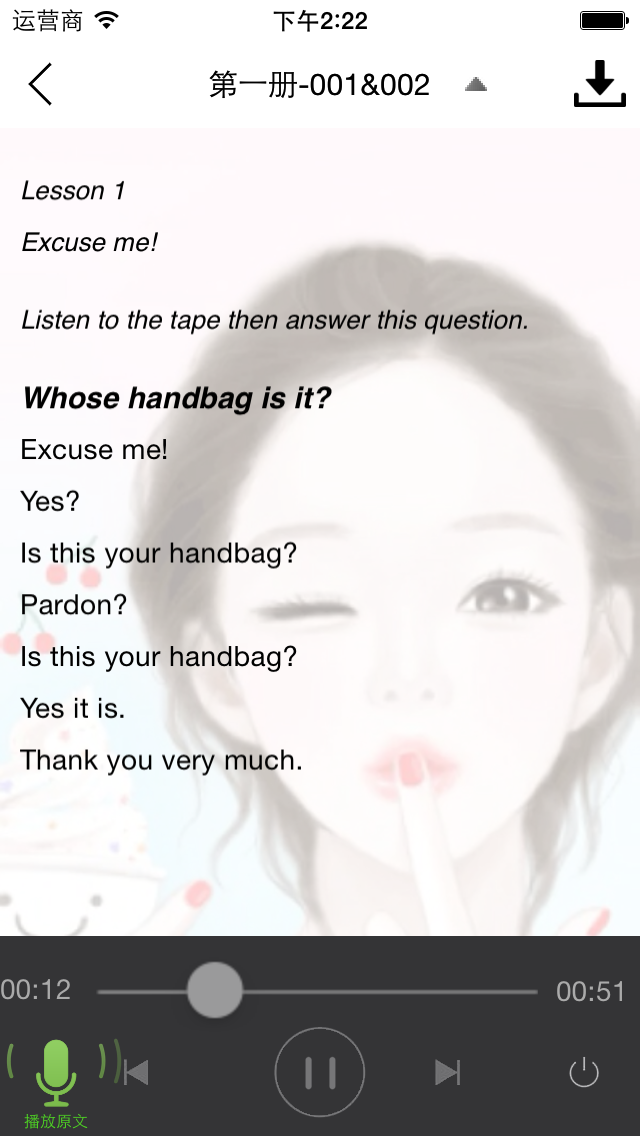 运营商 下午2:22
第一册-001&002
Lesson 1
Excuse me!
Listen to the tape then answer this question.
Whose handbag is it?
Excuse me!
Yes?
Is this your handbag?
Pardon?
Is this your handbag?
Yes it is.
Thank you very much.
00:12 00:51
播放原文